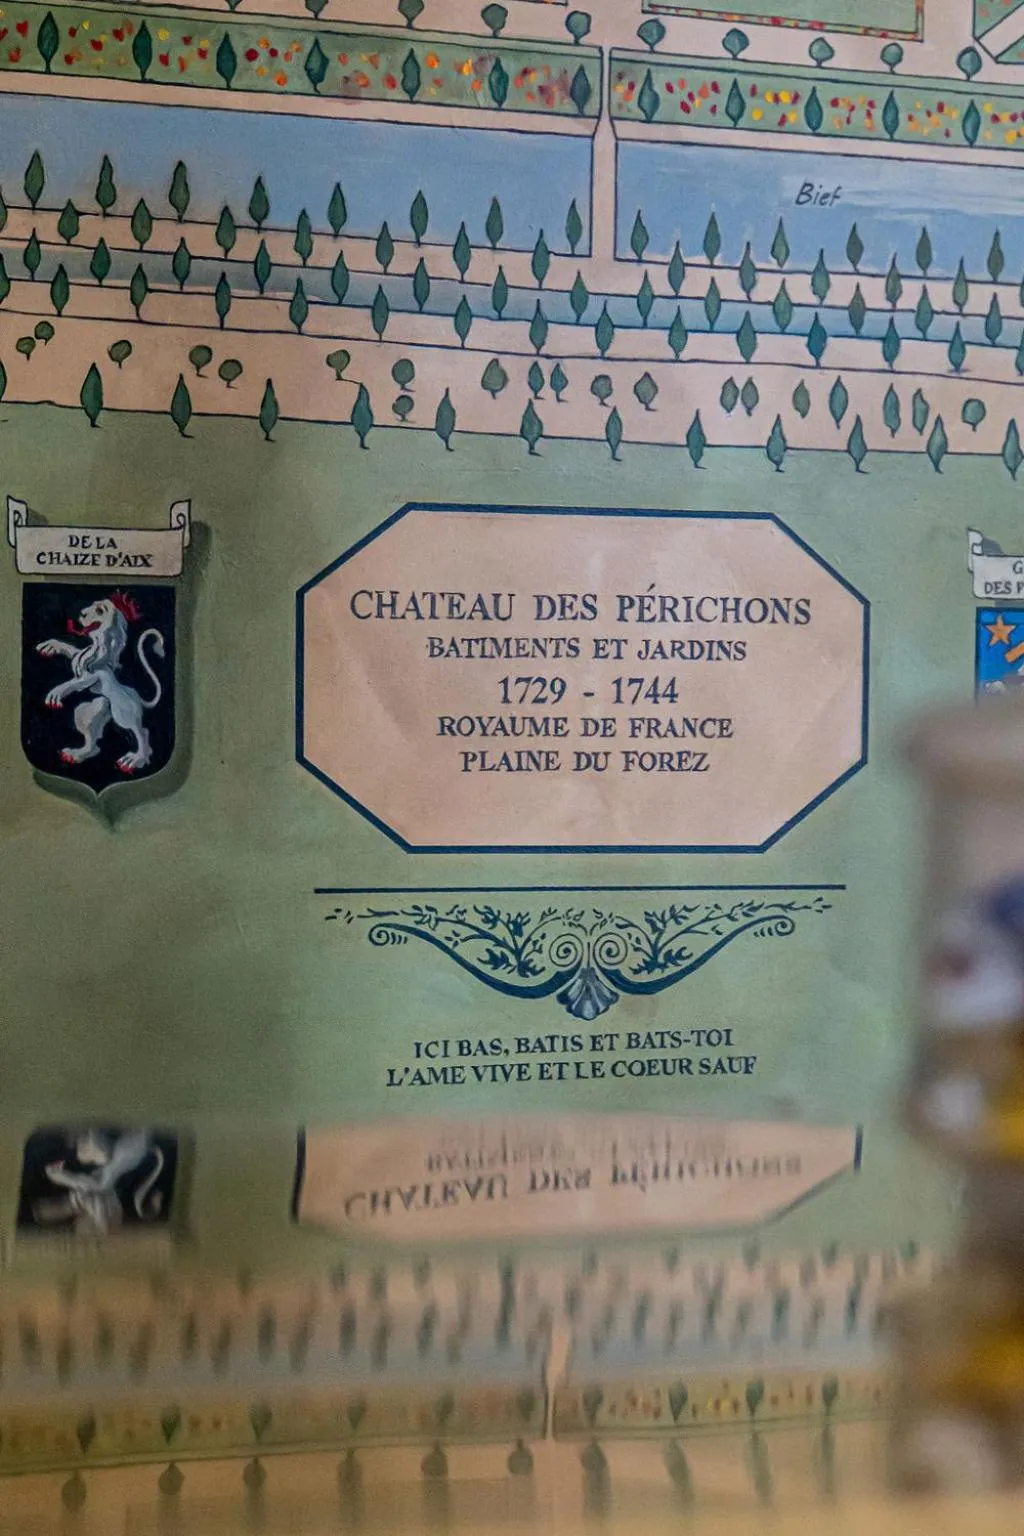 Bief
DE LA
CHAIZE D'AIX
CHATEAU DES PÉRICHONS
BATIMENTS ET JARDINS
1729 - 1744
ROYAUME DE FRANCE
PLAINE DU FOREZ
G
DES P
ICI BAS, BATIS ET BATS-TOI
L'AME VIVE ET LE COEUR SAUF